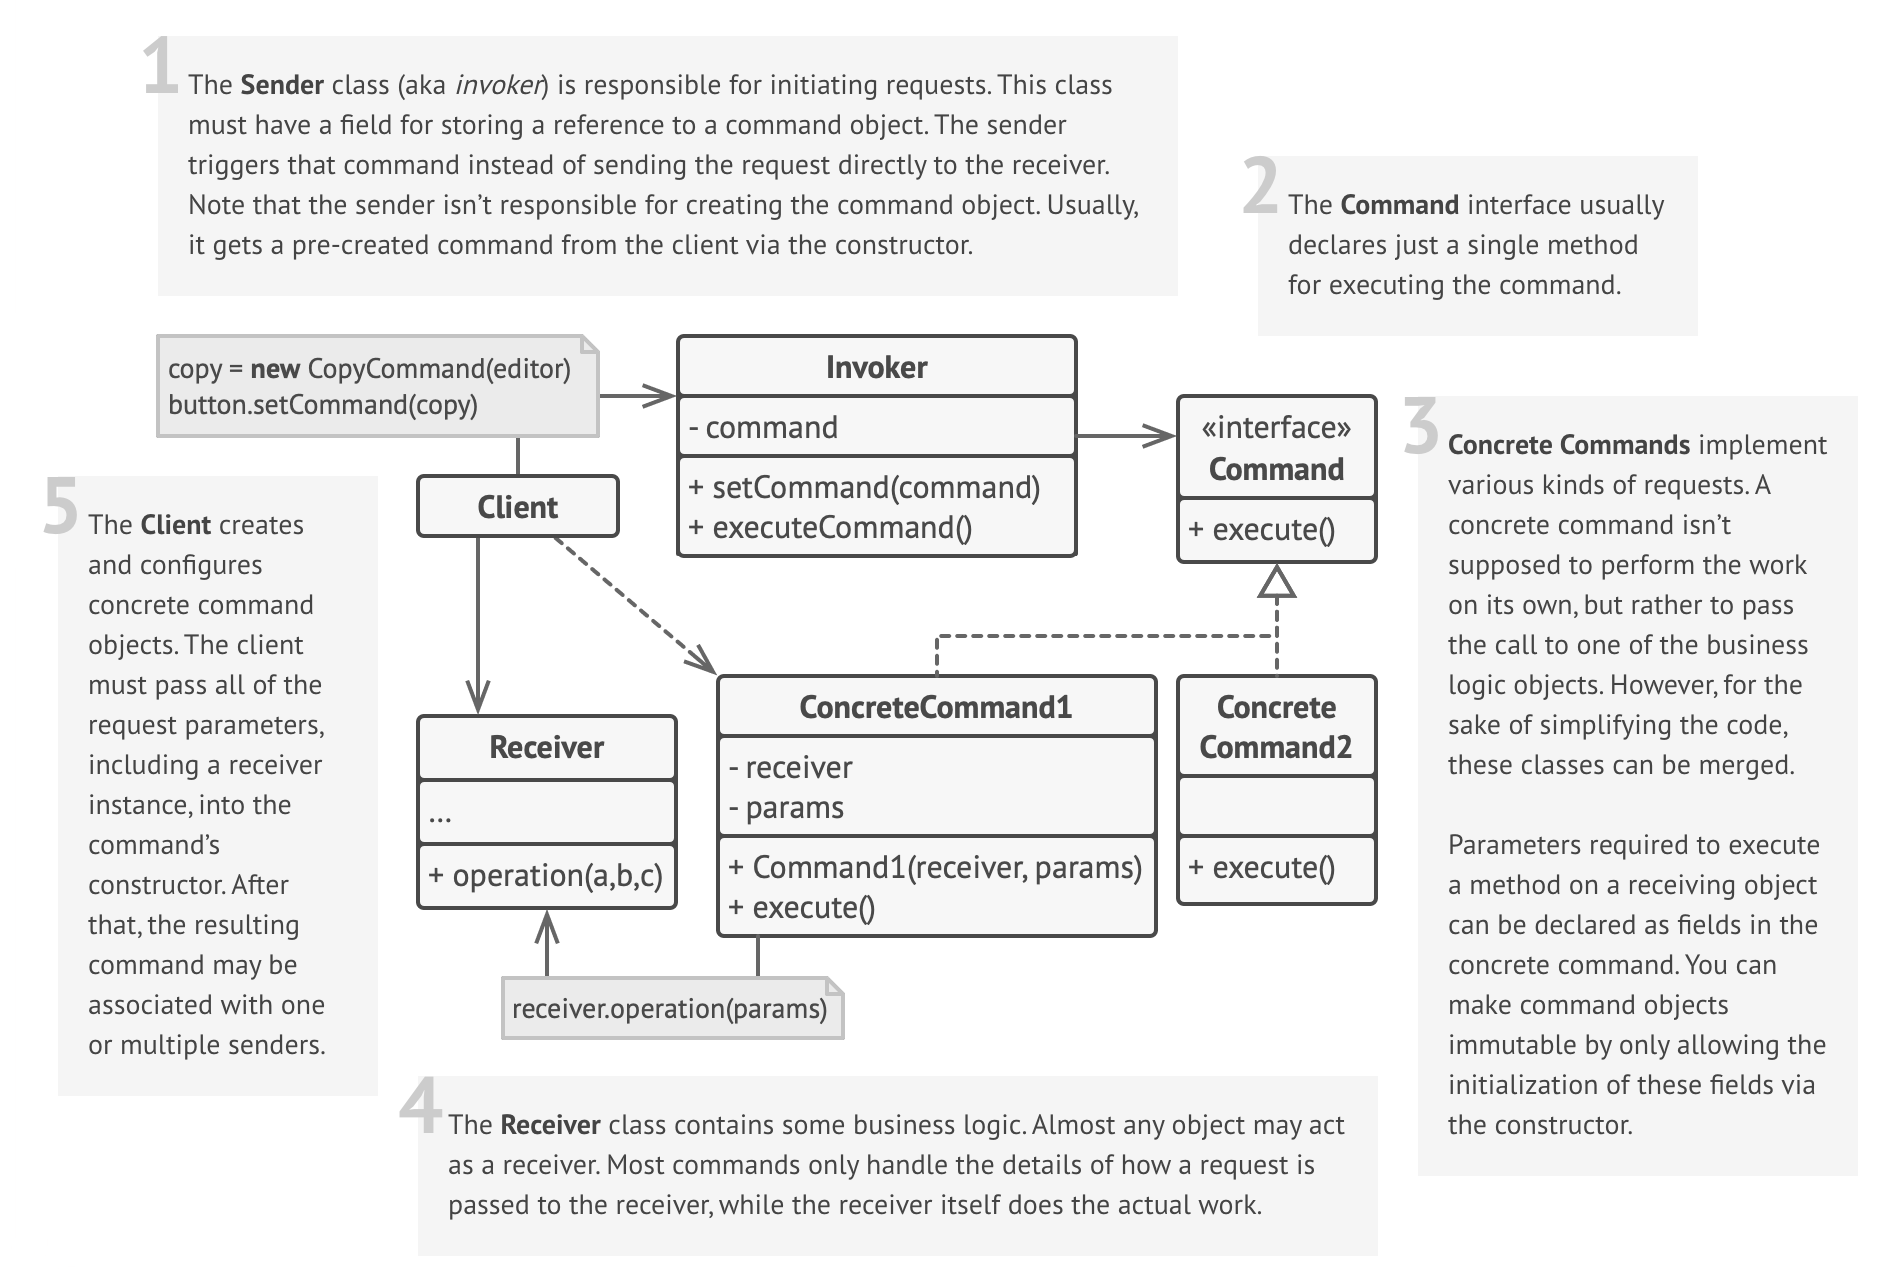 1
The Sender class (aka invoker) is responsible for initiating requests. This class
must have a field for storing a reference to a command object. The sender
triggers that command instead of sending the request directly to the receiver.
Note that the sender isn’t responsible for creating the command object. Usually,
it gets a pre-created command from the client via the constructor.
2
The Command interface usually
declares just a single method
for executing the command.
copy = new CopyCommand(editor)
button.setCommand(copy)
Invoker
- command
+ setCommand(command)
+ executeCommand()
«interface»
Command
+ execute()
3
Concrete Commands implement
various kinds of requests. A
concrete command isn’t
supposed to perform the work
on its own, but rather to pass
the call to one of the business
logic objects. However, for the
sake of simplifying the code,
these classes can be merged.
Parameters required to execute
a method on a receiving object
can be declared as fields in the
concrete command. You can
make command objects
immutable by only allowing the
initialization of these fields via
the constructor.
5
The Client creates
and configures
concrete command
objects. The client
must pass all of the
request parameters,
including a receiver
instance, into the
command’s
constructor. After
that, the resulting
command may be
associated with one
or multiple senders.
Client
Receiver
...
+ operation(a,b,c)
ConcreteCommand1
- receiver
- params
+ Command1(receiver, params)
+ execute()
Concrete
Command2
+ execute()
receiver.operation(params)
4
The Receiver class contains some business logic. Almost any object may act
as a receiver. Most commands only handle the details of how a request is
passed to the receiver, while the receiver itself does the actual work.